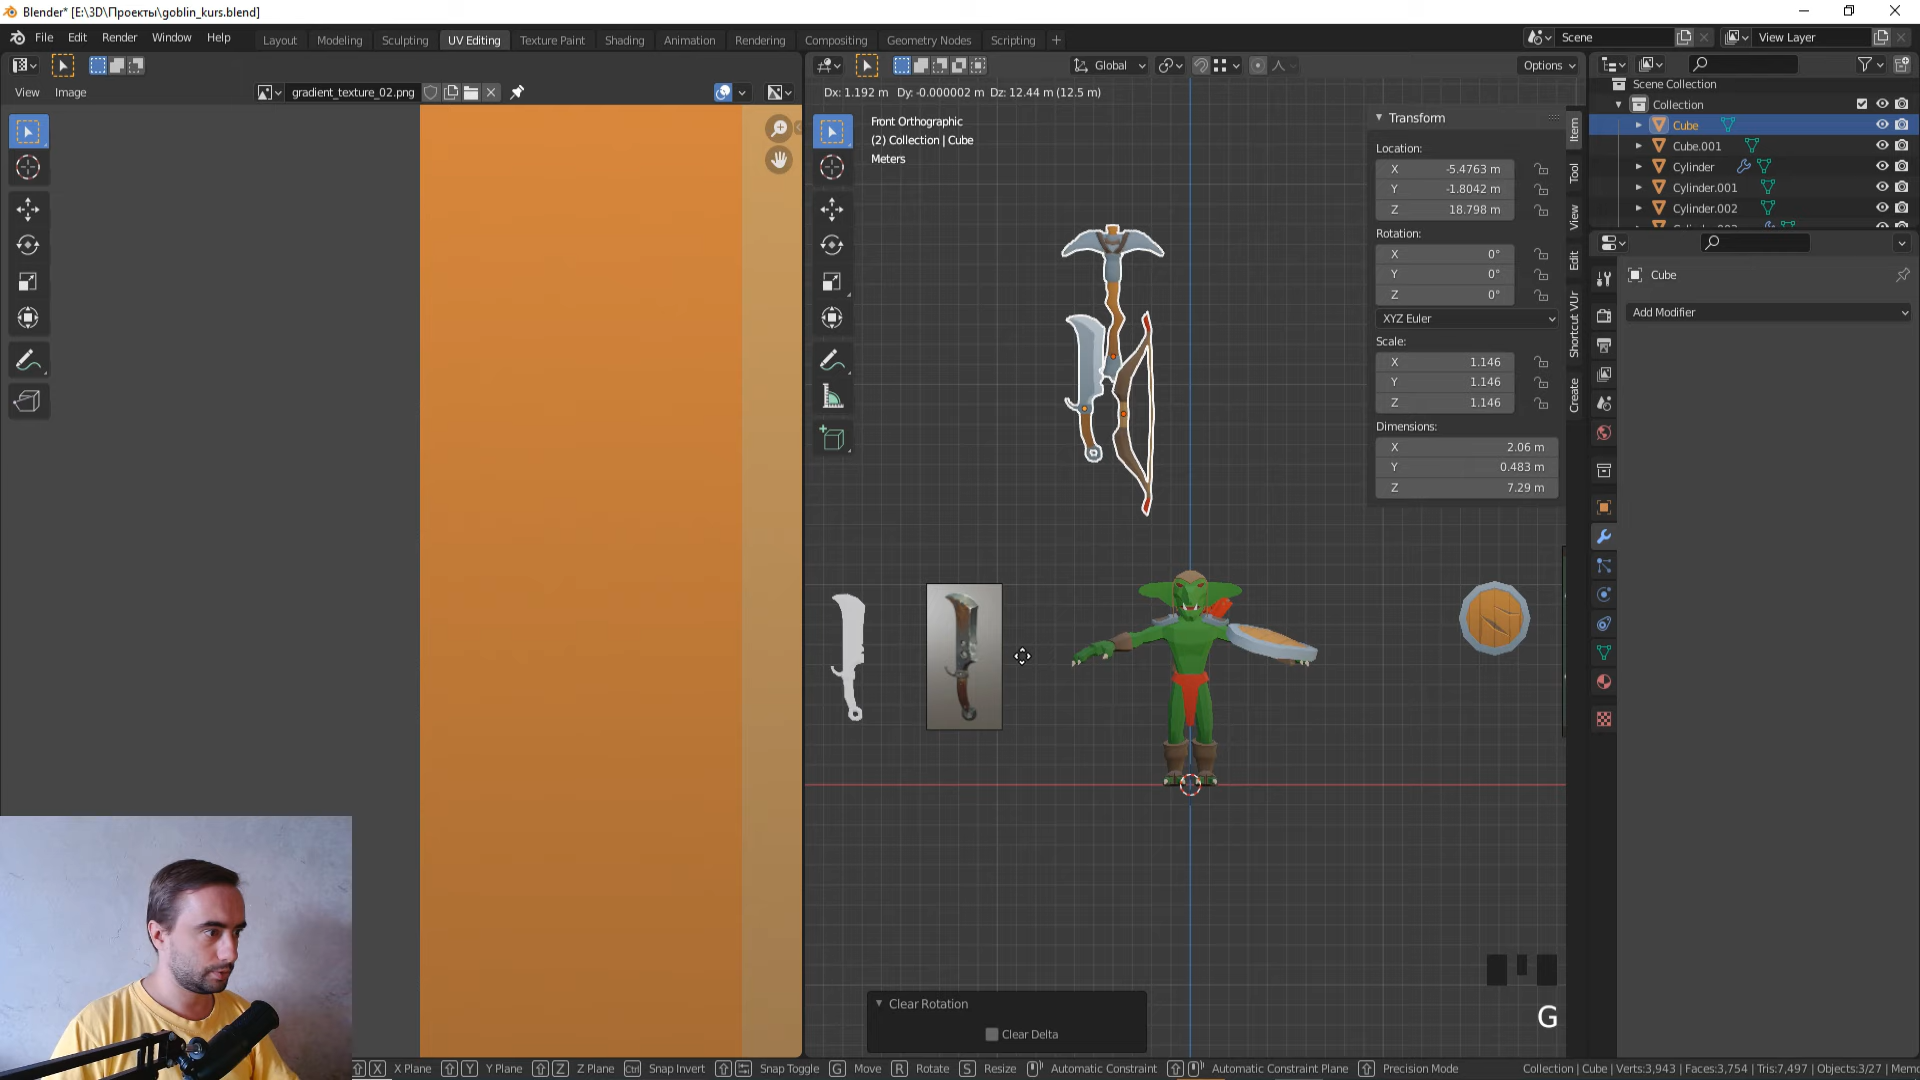 Blender* [E:\3D\Проекты\goblin_kurs.blend]
File Edit Render Window Help
Layout Modeling Sculpting UV Editing Texture Paint Shading Animation Rendering Compositing Geometry Nodes Scripting +
Scene View Layer
Global Options
View Image gradient_texture_02.png
Dx: 1.192 m Dy: -0.000002 m Dz: 12.44 m (12.5 m)
Front Orthographic
(2) Collection | Cube
Meters
Transform
Location:
X -5.4763 m
Y -1.8042 m
Z 18.798 m
Rotation:
X 0°
Y 0°
Z 0°
XYZ Euler
Scale:
X 1.146
Y 1.146
Z 1.146
Dimensions:
X 2.06 m
Y 0.483 m
Z 7.29 m
Item
Tool
View
Edit
Shortcut VUr
Create
Scene Collection
Collection
Cube
Cube.001
Cylinder
Cylinder.001
Cylinder.002
Cube
Add Modifier
Clear Rotation
Clear Delta
G
X X Plane Y Y Plane Z Z Plane Ctrl Snap Invert Snap Toggle G Move R Rotate S Resize Automatic Constraint Automatic Constraint Plane Precision Mode
Collection | Cube | Verts:3,943 | Faces:3,754 | Tris:7,497 | Objects:3/27 | Memo